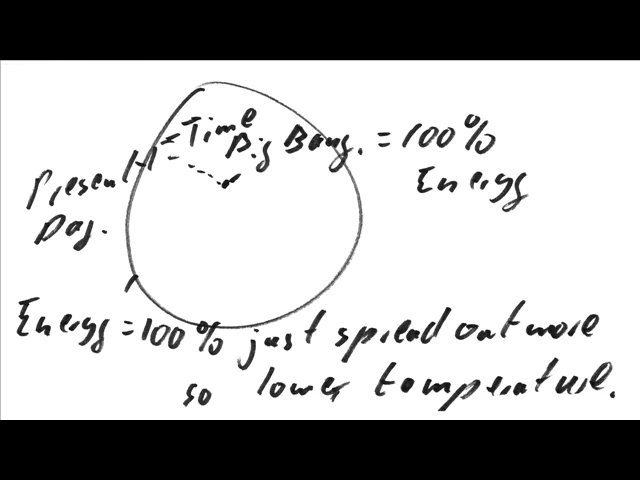 Time
Big Bang. = 100%
Energy
Present
Day.
Energy = 100% just spread out more
so lower temperature.